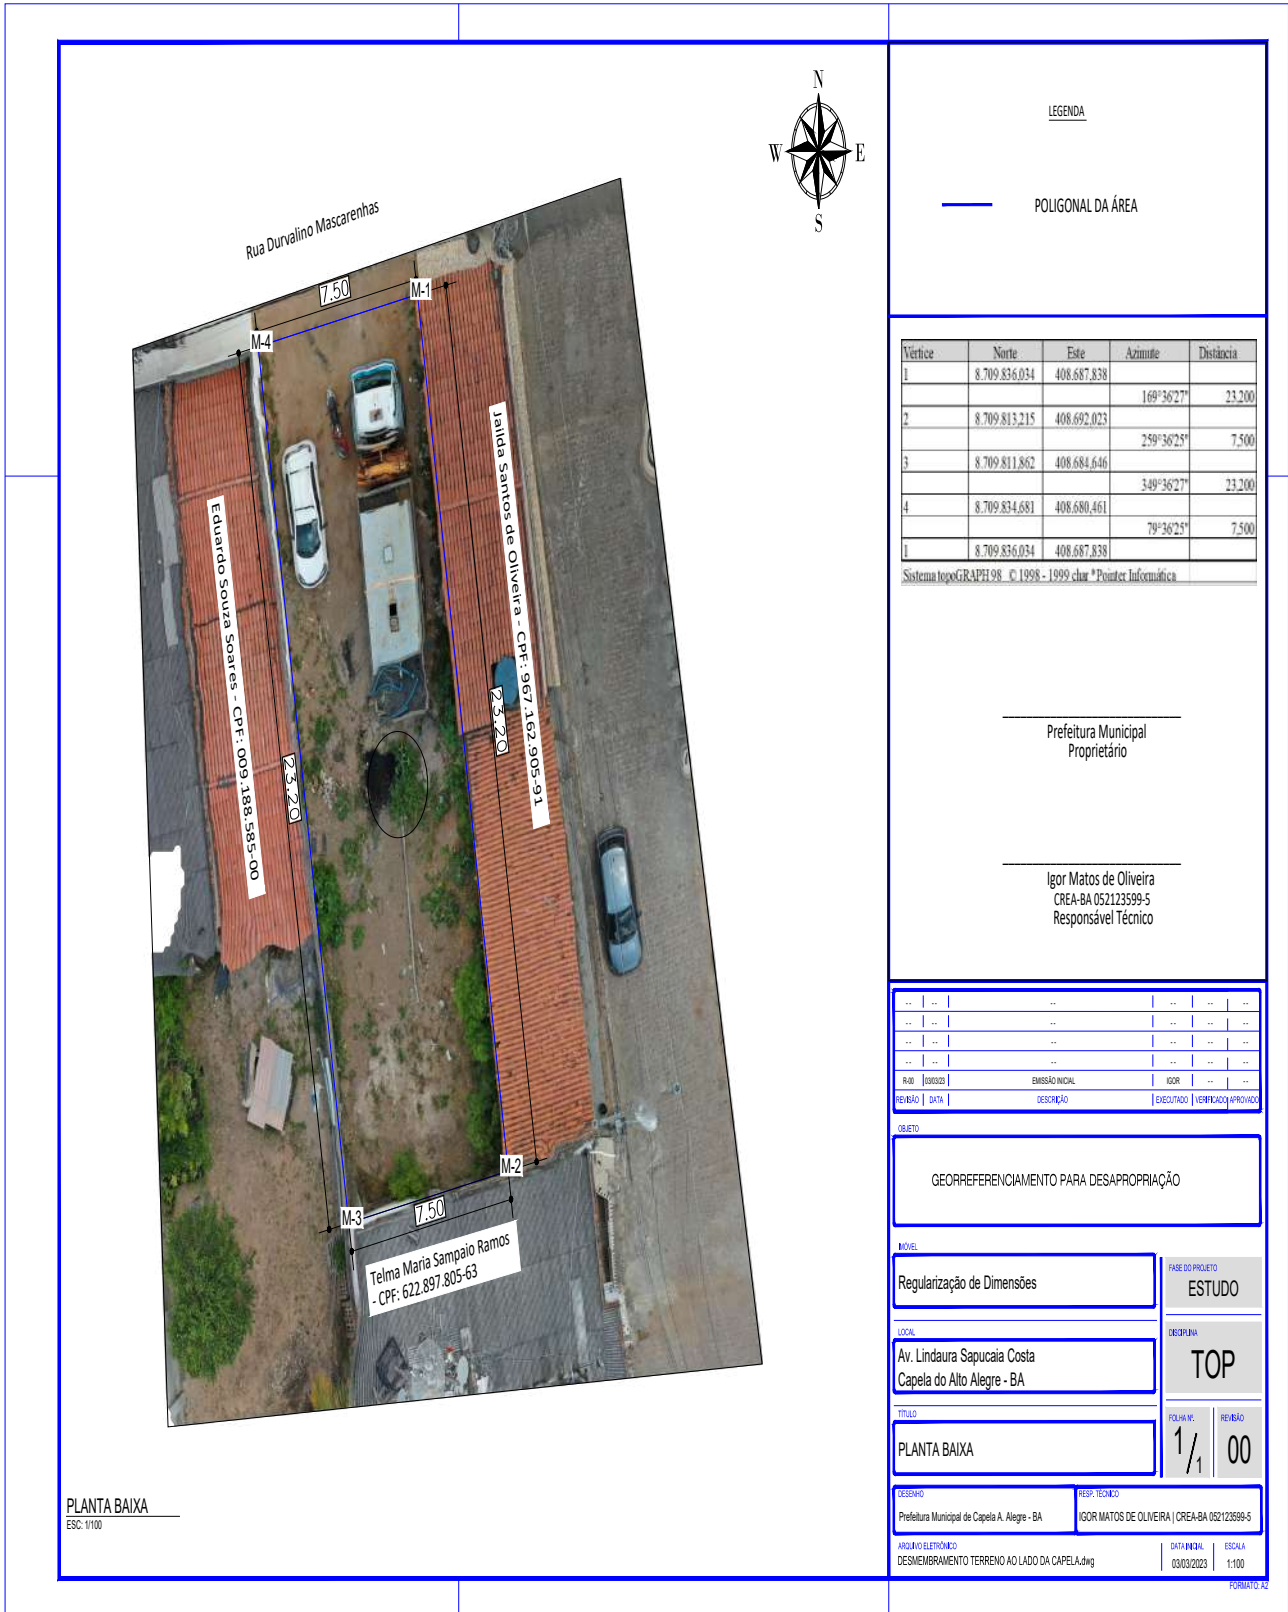 N
W E
S
Rua Durvalino Mascarenhas
7.50
M-1
M-4
Jailda Santos de Oliveira - CPF: 967.162.905-91
Eduardo Souza Soares - CPF: 009.188.585-00
23.20
23.20
M-2
M-3
7.50
Telma Maria Sampaio Ramos
- CPF: 622.897.805-63
PLANTA BAIXA
ESC: 1/100
LEGENDA
POLIGONAL DA ÁREA
Vértice Norte Este Azimute Distância
1 8.709.836,034 408.687,838
169°36'27" 23,200
2 8.709.813,215 408.692,023
259°36'25" 7,500
3 8.709.811,862 408.684,646
349°36'27" 23,200
4 8.709.834,681 408.680,461
79°36'25" 7,500
1 8.709.836,034 408.687,838
Sistema topoGRAPH 98 © 1998 - 1999 char *Pointer Informática
Prefeitura Municipal
Proprietário
Igor Matos de Oliveira
CREA-BA 052123599-5
Responsável Técnico
-- -- -- -- -- --
-- -- -- -- -- --
-- -- -- -- -- --
-- -- -- -- -- --
R-00 03/03/23 EMISSÃO INICIAL IGOR -- --
REVISÃO DATA DESCRIÇÃO EXECUTADO VERIFICADO APROVADO
OBJETO
GEORREFERENCIAMENTO PARA DESAPROPRIAÇÃO
IMÓVEL
Regularização de Dimensões
FASE DO PROJETO
ESTUDO
LOCAL
Av. Lindaura Sapucaia Costa
Capela do Alto Alegre - BA
DISCIPLINA
TOP
TÍTULO
PLANTA BAIXA
FOLHA Nº. REVISÃO
1/1 00
DESENHO
Prefeitura Municipal de Capela A. Alegre - BA
RESP. TÉCNICO
IGOR MATOS DE OLIVEIRA | CREA-BA 052123599-5
ARQUIVO ELETRÔNICO
DESMEMBRAMENTO TERRENO AO LADO DA CAPELA.dwg
DATA INICIAL ESCALA
03/03/2023 1:100
FORMATO: A2